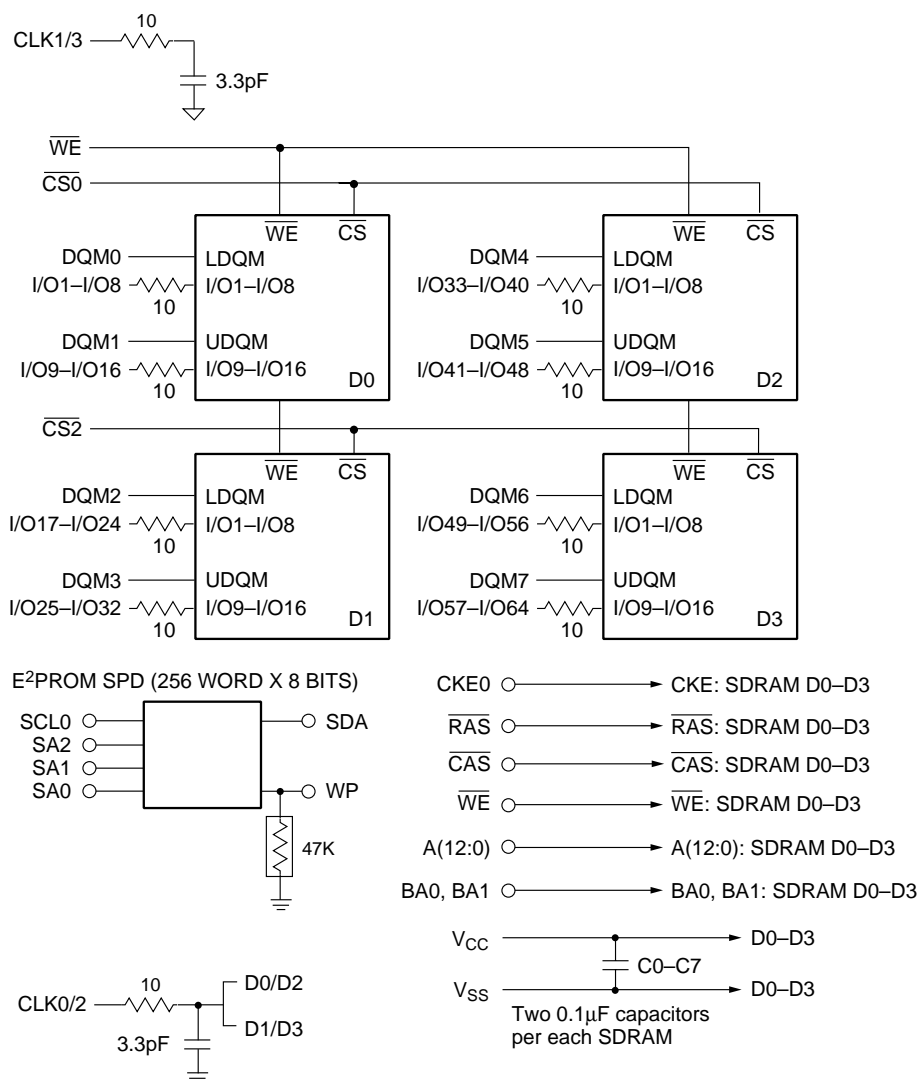 10
CLK1/3
3.3pF
WE
CS0
WE CS
WE CS
DQM0 LDQM
I/O1–I/O8 I/O1–I/O8
10
DQM1 UDQM
I/O9–I/O16 I/O9–I/O16
10
D0
DQM4 LDQM
I/O33–I/O40 I/O1–I/O8
10
DQM5 UDQM
I/O41–I/O48 I/O9–I/O16
10
D2
CS2
WE CS
WE CS
DQM2 LDQM
I/O17–I/O24 I/O1–I/O8
10
DQM3 UDQM
I/O25–I/O32 I/O9–I/O16
10
D1
DQM6 LDQM
I/O49–I/O56 I/O1–I/O8
10
DQM7 UDQM
I/O57–I/O64 I/O9–I/O16
10
D3
E²PROM SPD (256 WORD X 8 BITS)
SCL0 SDA
SA2
SA1
SA0 WP
47K
CKE0 CKE: SDRAM D0–D3
RAS RAS: SDRAM D0–D3
CAS CAS: SDRAM D0–D3
WE WE: SDRAM D0–D3
A(12:0) A(12:0): SDRAM D0–D3
BA0, BA1 BA0, BA1: SDRAM D0–D3
VCC D0–D3
C0–C7
VSS D0–D3
Two 0.1µF capacitors
per each SDRAM
10
CLK0/2
D0/D2
D1/D3
3.3pF